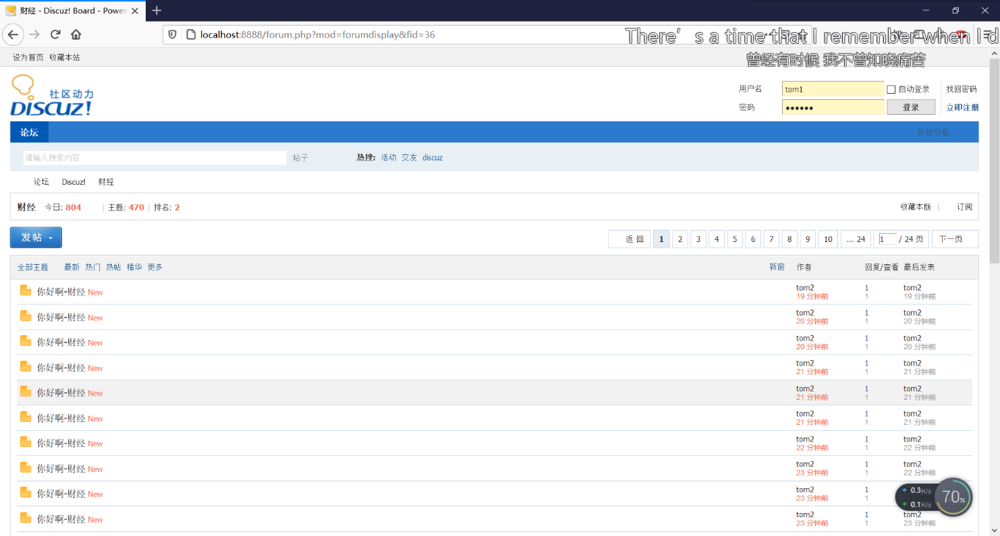 财经 - Discuz! Board - Power
localhost:8888/forum.php?mod=forumdisplay&fid=36
There's a time that I remember when I d
设为首页 收藏本站
曾经有时候 我不曾知晓痛苦
社区动力
DISCUZ!
用户名 tom1 自动登录 找回密码
密码 •••••• 登录 立即注册
论坛 快捷导航
请输入搜索内容 帖子 热搜: 活动 交友 discuz
论坛 Discuz! 财经
财经 今日: 804 | 主题: 470 | 排名: 2 收藏本版 | 订阅
发帖 返 回 1 2 3 4 5 6 7 8 9 10 ... 24 1 / 24 页 下一页
全部主题 最新 热门 热帖 精华 更多 新窗 作者 回复/查看 最后发表
你好啊-财经 New tom2 1 tom2
19 分钟前 1 19 分钟前
你好啊-财经 New tom2 1 tom2
20 分钟前 1 20 分钟前
你好啊-财经 New tom2 1 tom2
20 分钟前 1 20 分钟前
你好啊-财经 New tom2 1 tom2
21 分钟前 1 21 分钟前
你好啊-财经 New tom2 1 tom2
21 分钟前 1 21 分钟前
你好啊-财经 New tom2 1 tom2
21 分钟前 1 21 分钟前
你好啊-财经 New tom2 1 tom2
22 分钟前 1 22 分钟前
你好啊-财经 New tom2 1 tom2
23 分钟前 1 22 分钟前
你好啊-财经 New tom2 1
23 分钟前 1
0.3K/s
70%
0.1K/s
你好啊-财经 New tom2 1 tom2
23 分钟前 1 23 分钟前